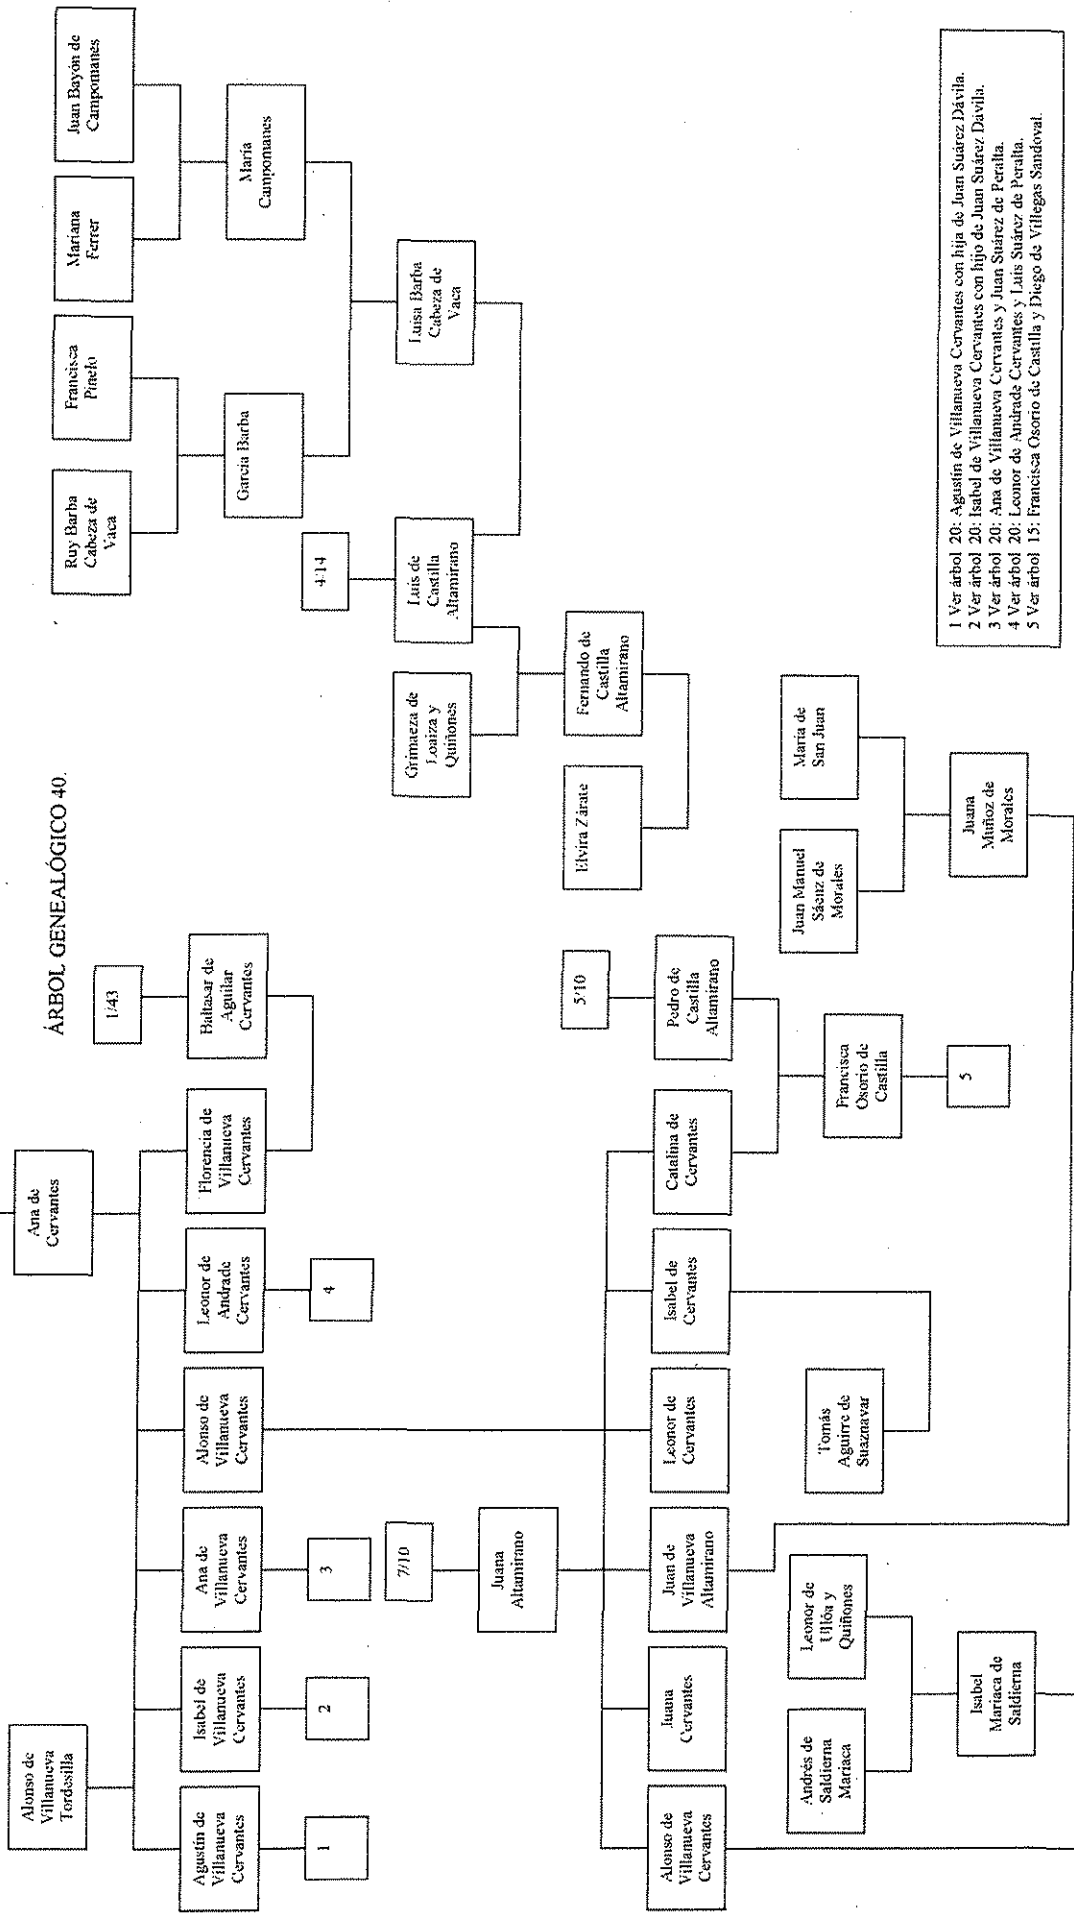 ÁRBOL GENEALÓGICO 40.
Alonso de
Villanueva
Tordesilla
Ana de
Cervantes
1/43
Agustín de
Villanueva
Cervantes
Isabel de
Villanueva
Cervantes
Ana de
Villanueva
Cervantes
Alonso de
Villanueva
Cervantes
Leonor de
Andrade
Cervantes
Florencia de
Villanueva
Cervantes
Baltasar de
Aguilar
Cervantes
1
2
3
4
7/10
Juana
Altamirano
5/10
Alonso de
Villanueva
Cervantes
Juana
Cervantes
Juan de
Villanueva
Altamirano
Leonor de
Cervantes
Isabel de
Cervantes
Catalina de
Cervantes
Pedro de
Castilla
Altamirano
Andrés de
Saldierna
Mariaca
Leonor de
Ullóa y
Quiñones
Tomás
Aguirre de
Suaznavar
Francisca
Osorio de
Castilla
5
Isabel
Mariaca de
Saldierna
Juan Manuel
Sáenz de
Morales
María de
San Juan
Juana
Muñoz de
Morales
Ruy Barba
Cabeza de
Vaca
Francisca
Pinelo
Mariana
Ferrer
Juan Bayón de
Campomanes
García Barba
María
Campomanes
4/14
Grimaeza de
Loaiza y
Quiñones
Luis de
Castilla
Altamirano
Luisa Barba
Cabeza de
Vaca
Elvira Zárate
Fernando de
Castilla
Altamirano
1 Ver árbol 20: Agustín de Villanueva Cervantes con hija de Juan Suárez Dávila.
2 Ver árbol 20: Isabel de Villanueva Cervantes con hijo de Juan Suárez Dávila.
3 Ver árbol 20: Ana de Villanueva Cervantes y Juan Suárez de Peralta.
4 Ver árbol 20: Leonor de Andrade Cervantes y Luis Suárez de Peralta.
5 Ver árbol 15: Francisca Osorio de Castilla y Diego de Villegas Sandoval.